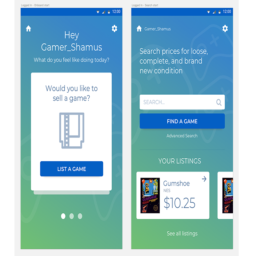 12:30
Hey
Gamer_Shamus
What do you feel like doing today?
Would you like to
sell a game?
LIST A GAME
12:30
Gamer_Shamus
Search prices for loose,
complete, and brand
new condition.
SEARCH...
FIND A GAME
Advanced Search
YOUR LISTINGS
Gumshoe
NES
$10.25
See all listings